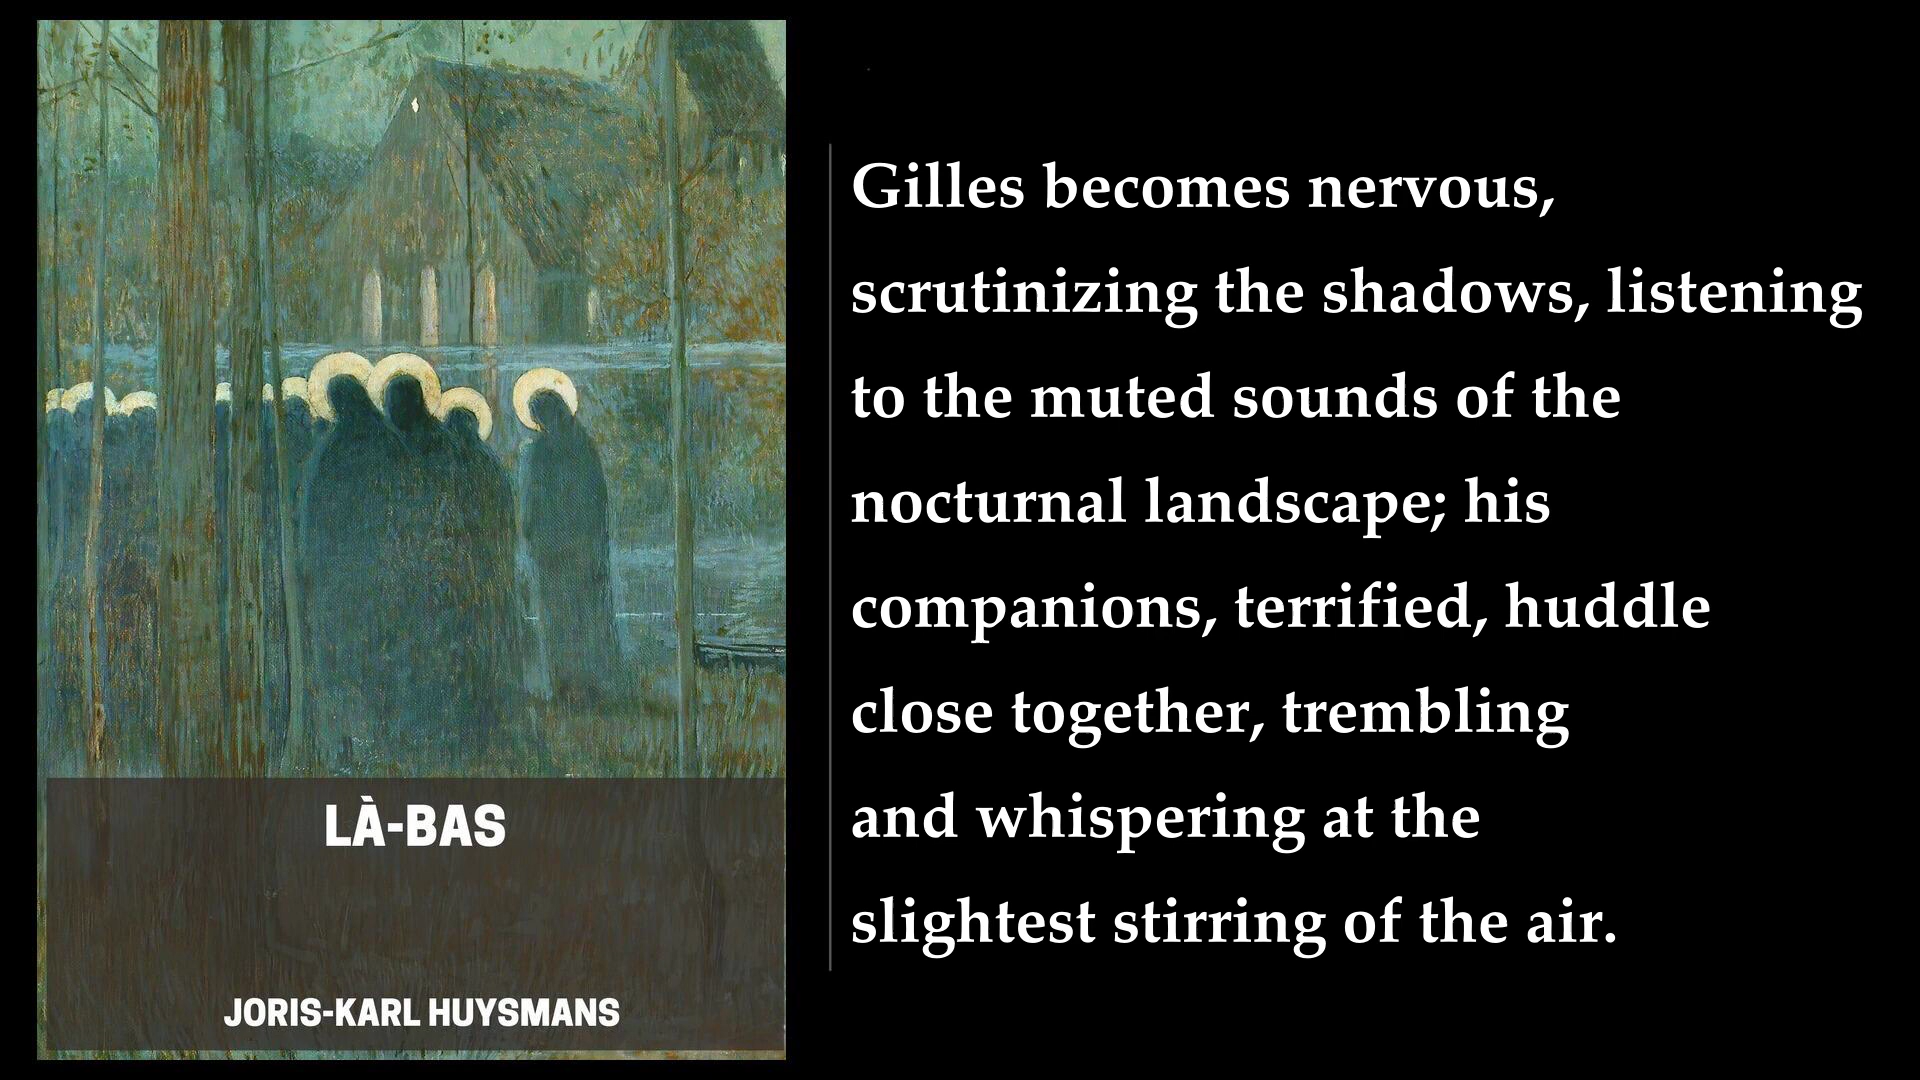 LÀ-BAS
JORIS-KARL HUYSMANS
Gilles becomes nervous,
scrutinizing the shadows, listening
to the muted sounds of the
nocturnal landscape; his
companions, terrified, huddle
close together, trembling
and whispering at the
slightest stirring of the air.